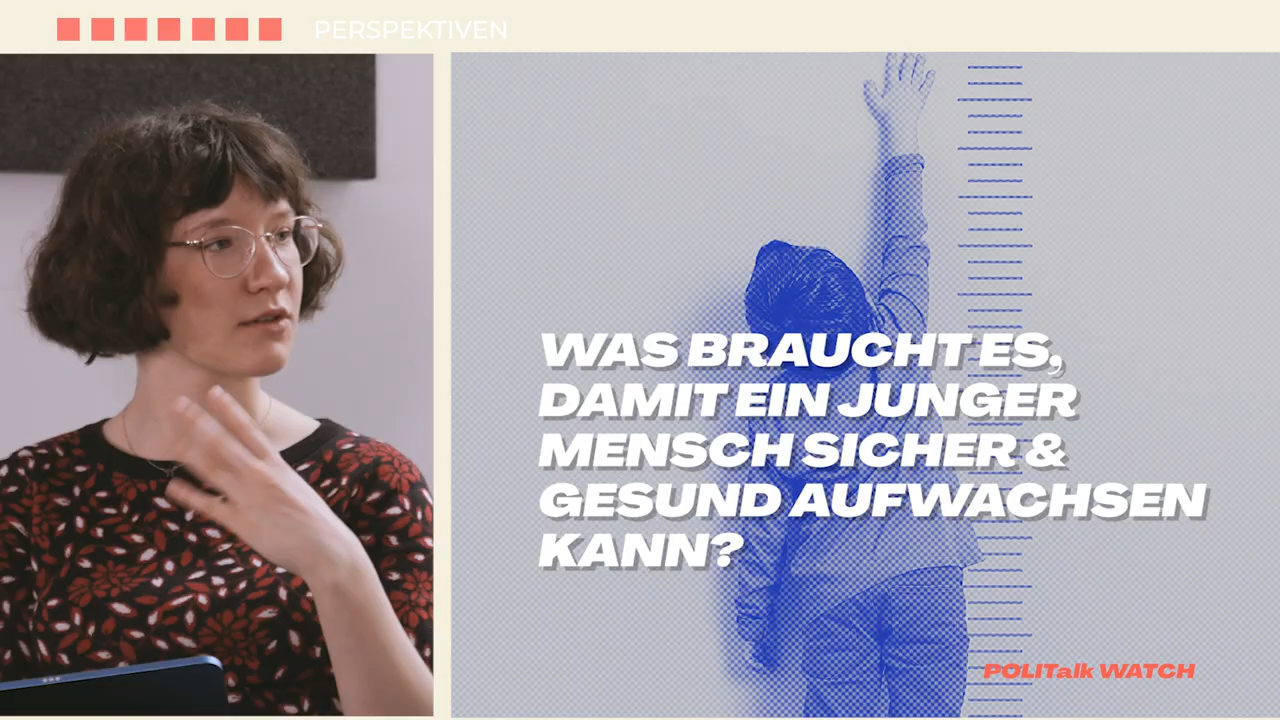 PERSPEKTIVEN
WAS BRAUCHT ES,
DAMIT EIN JUNGER
MENSCH SICHER &
GESUND AUFWACHSEN
KANN?
POLITalk WATCH